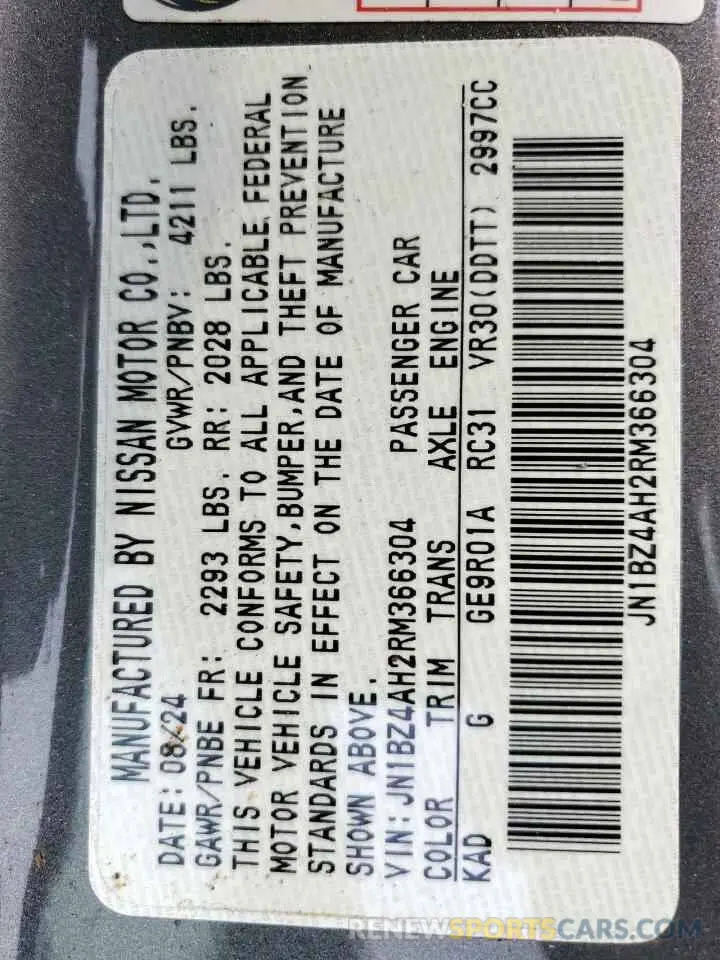 MANUFACTURED BY NISSAN MOTOR CO.,LTD.
DATE: 08/24 GVWR/PNBV: 4211 LBS.
GAWR/PNBE FR: 2293 LBS. RR: 2028 LBS.
THIS VEHICLE CONFORMS TO ALL APPLICABLE FEDERAL
MOTOR VEHICLE SAFETY,BUMPER,AND THEFT PREVENTION
STANDARDS IN EFFECT ON THE DATE OF MANUFACTURE
SHOWN ABOVE.
VIN:JN1BZ4AH2RM366304 PASSENGER CAR
COLOR TRIM TRANS AXLE ENGINE
KAD G GE9R01A RC31 VR30(DDTT) 2997CC
JN1BZ4AH2RM366304
RENEWSPORTSCARS.COM